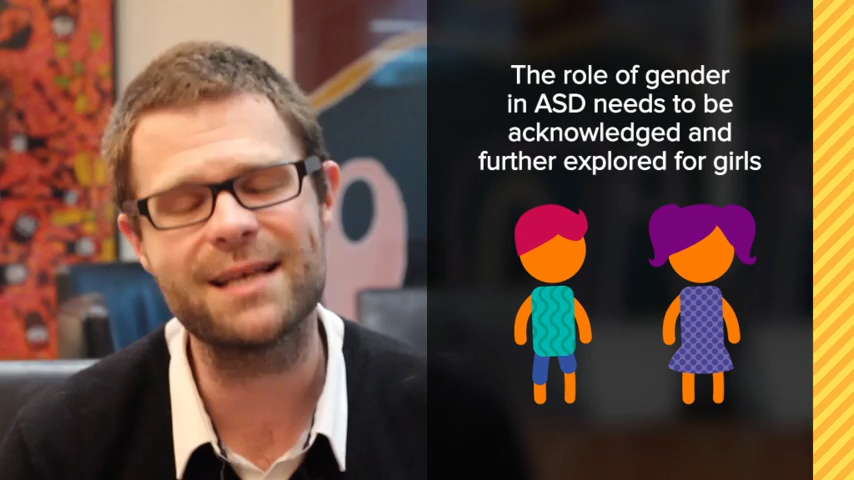 The role of gender
in ASD needs to be
acknowledged and
further explored for girls